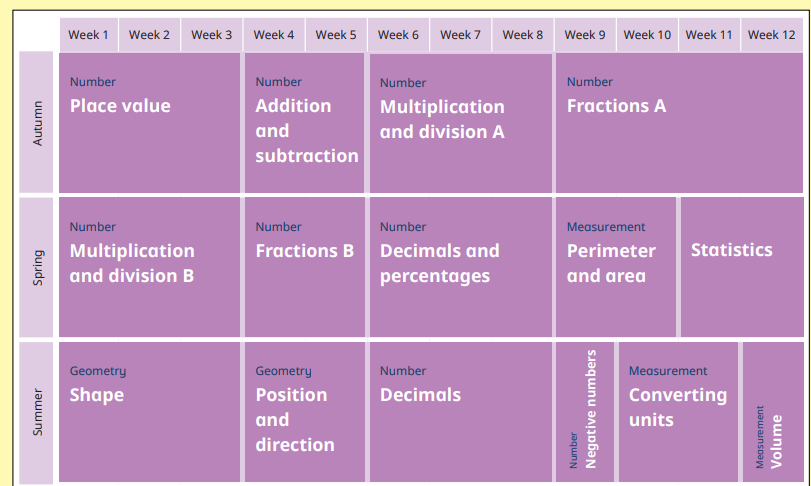 Week 1 Week 2 Week 3 Week 4 Week 5 Week 6 Week 7 Week 8 Week 9 Week 10 Week 11 Week 12
Autumn
Number
Place value
Number
Addition
and
subtraction
Number
Multiplication
and division A
Number
Fractions A
Spring
Number
Multiplication
and division B
Number
Fractions B
Number
Decimals and
percentages
Measurement
Perimeter
and area
Statistics
Summer
Geometry
Shape
Geometry
Position
and
direction
Number
Decimals
Number
Negative numbers
Measurement
Converting
units
Measurement
Volume